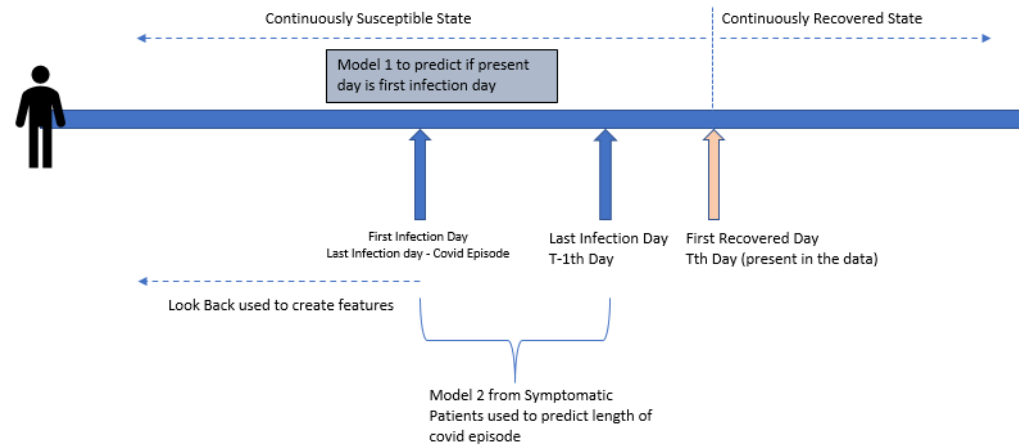 Continuously Susceptible State
Continuously Recovered State
Model 1 to predict if present
day is first infection day
First Infection Day
Last Infection day - Covid Episode
Last Infection Day
T-1th Day
First Recovered Day
Tth Day (present in the data)
Look Back used to create features
Model 2 from Symptomatic
Patients used to predict length of
covid episode